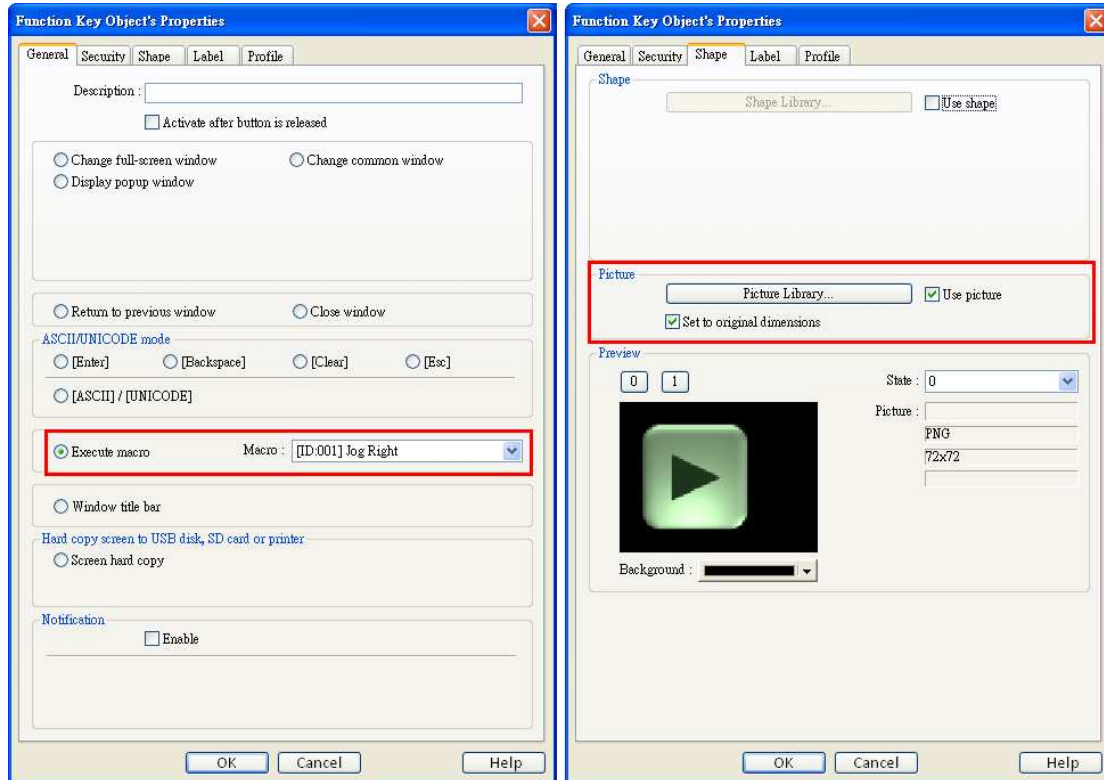 Function Key Object's Properties
General Security Shape Label Profile
Description :
Activate after button is released
Change full-screen window Change common window
Display popup window
Return to previous window Close window
ASCII/UNICODE mode
[Enter] [Backspace] [Clear] [Esc]
[ASCII] / [UNICODE]
Execute macro Macro : [ID:001] Jog Right
Window title bar
Hard copy screen to USB disk, SD card or printer
Screen hard copy
Notification
Enable
OK Cancel Help
Function Key Object's Properties
General Security Shape Label Profile
Shape
Shape Library... Use shape
Picture
Picture Library... Use picture
Set to original dimensions
Preview
0 1 State : 0
Picture :
PNG
72x72
Background :
OK Cancel Help